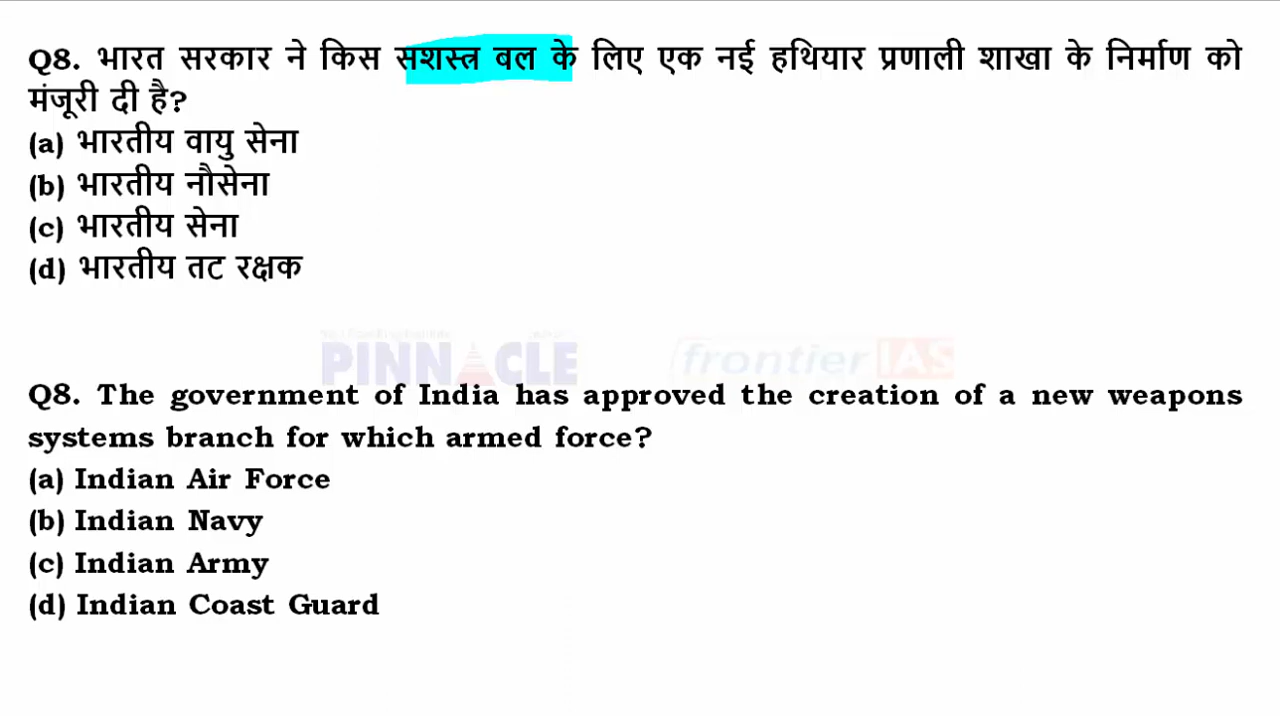 Q8. भारत सरकार ने किस सशस्त्र बल के लिए एक नई हथियार प्रणाली शाखा के निर्माण को
मंजूरी दी है?
(a) भारतीय वायु सेना
(b) भारतीय नौसेना
(c) भारतीय सेना
(d) भारतीय तट रक्षक
PINNACLE frontier IAS
Q8. The government of India has approved the creation of a new weapons
systems branch for which armed force?
(a) Indian Air Force
(b) Indian Navy
(c) Indian Army
(d) Indian Coast Guard